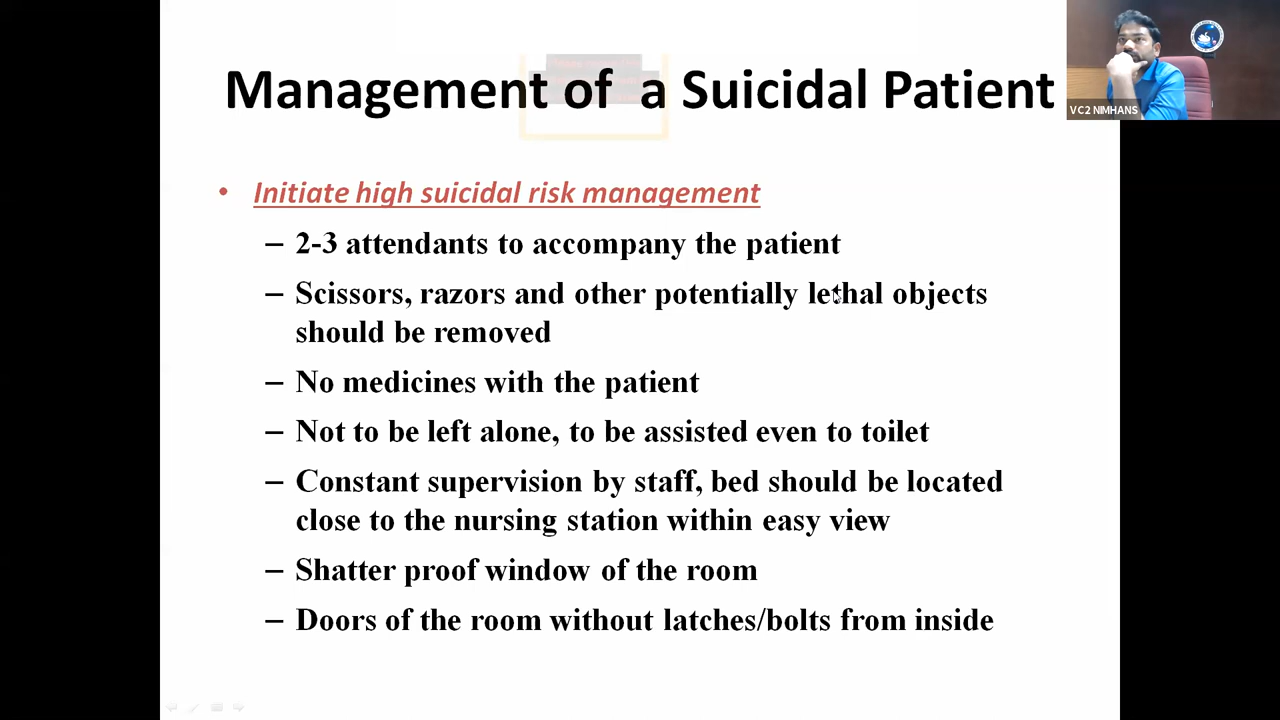 Management of a Suicidal Patient
VC2 NIMHANS
• Initiate high suicidal risk management
– 2-3 attendants to accompany the patient
– Scissors, razors and other potentially lethal objects
should be removed
– No medicines with the patient
– Not to be left alone, to be assisted even to toilet
– Constant supervision by staff, bed should be located
close to the nursing station within easy view
– Shatter proof window of the room
– Doors of the room without latches/bolts from inside